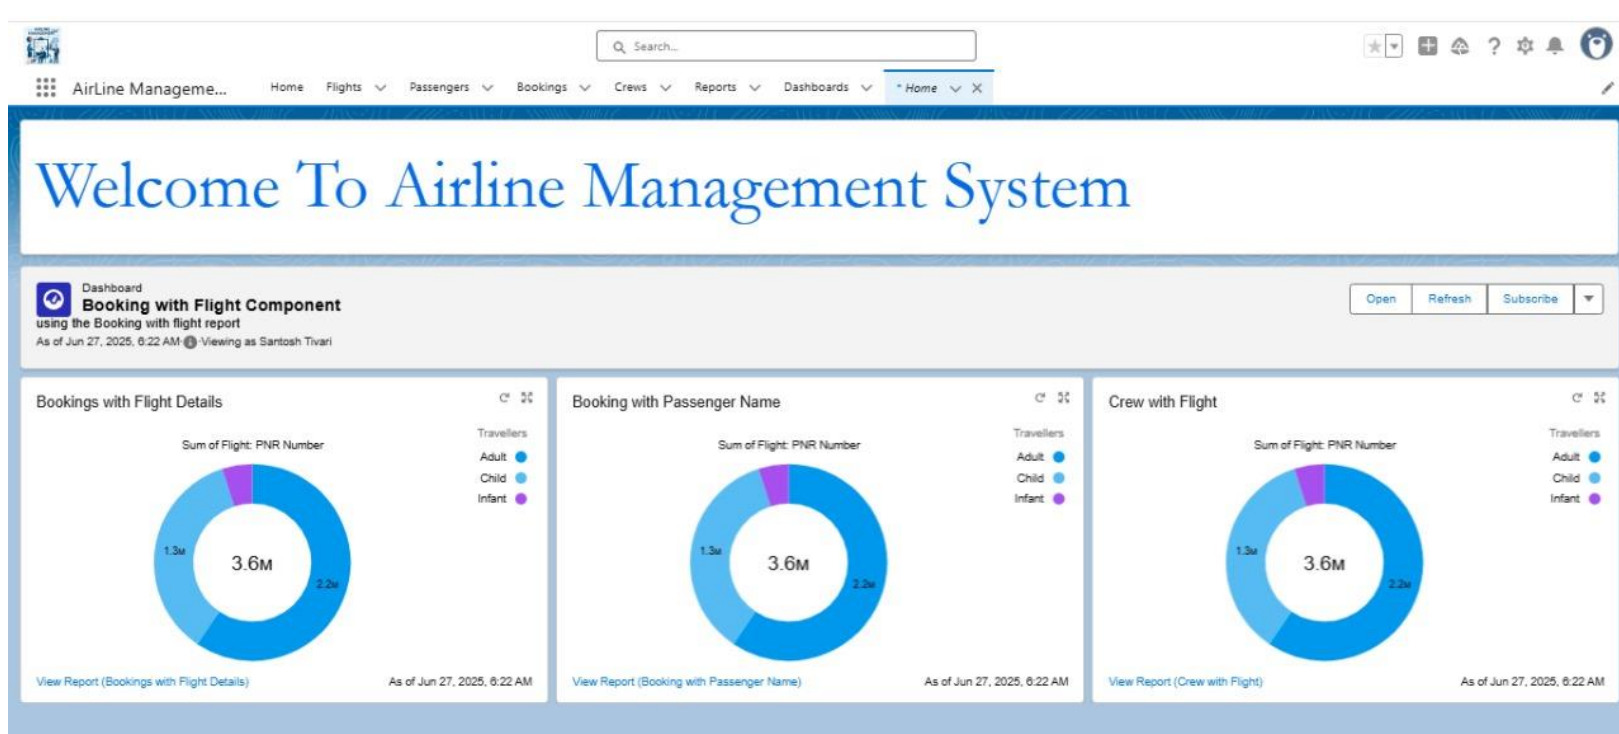 Search...
AirLine Manageme...
Home Flights Passengers Bookings Crews Reports Dashboards * Home
Welcome To Airline Management System
Dashboard
Booking with Flight Component
using the Booking with flight report
As of Jun 27, 2025, 6:22 AM Viewing as Santosh Tivari
Open Refresh Subscribe
Bookings with Flight Details
Sum of Flight: PNR Number
Travellers
Adult
Child
Infant
1.3M
3.6M
2.2M
View Report (Bookings with Flight Details)
As of Jun 27, 2025, 6:22 AM
Booking with Passenger Name
Sum of Flight: PNR Number
Travellers
Adult
Child
Infant
1.3M
3.6M
2.2M
View Report (Booking with Passenger Name)
As of Jun 27, 2025, 6:22 AM
Crew with Flight
Sum of Flight: PNR Number
Travellers
Adult
Child
Infant
1.3M
3.6M
2.2M
View Report (Crew with Flight)
As of Jun 27, 2025, 6:22 AM